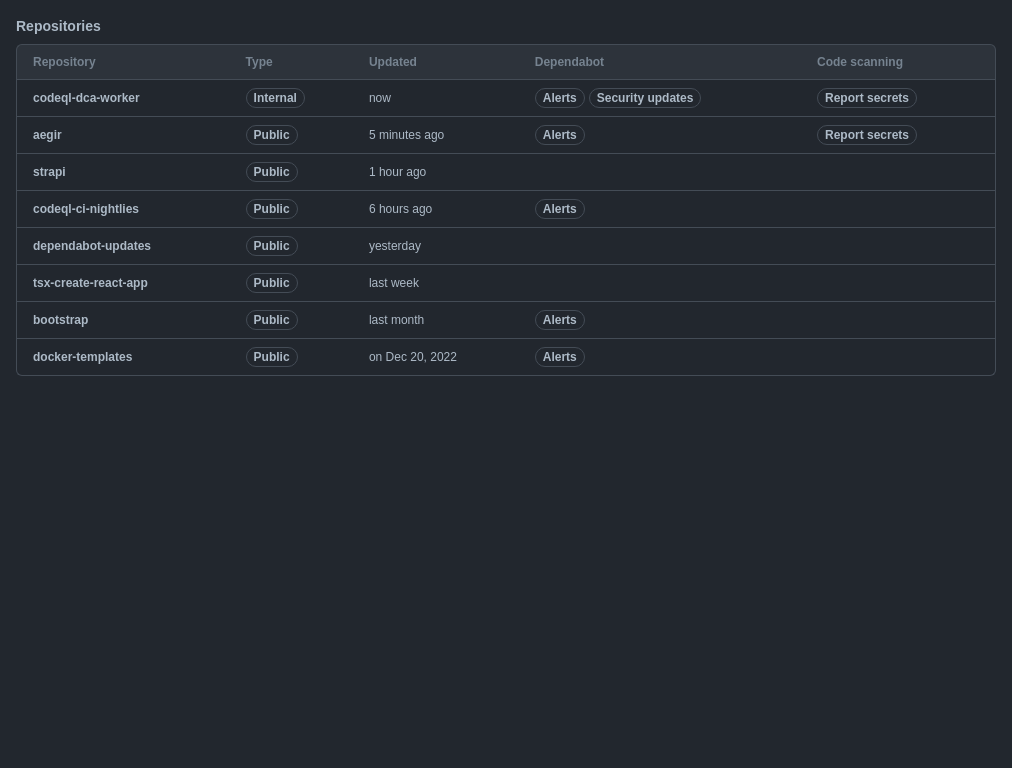 Repositories
Repository Type Updated Dependabot Code scanning
codeql-dca-worker Internal now Alerts Security updates Report secrets
aegir Public 5 minutes ago Alerts Report secrets
strapi Public 1 hour ago
codeql-ci-nightlies Public 6 hours ago Alerts
dependabot-updates Public yesterday
tsx-create-react-app Public last week
bootstrap Public last month Alerts
docker-templates Public on Dec 20, 2022 Alerts